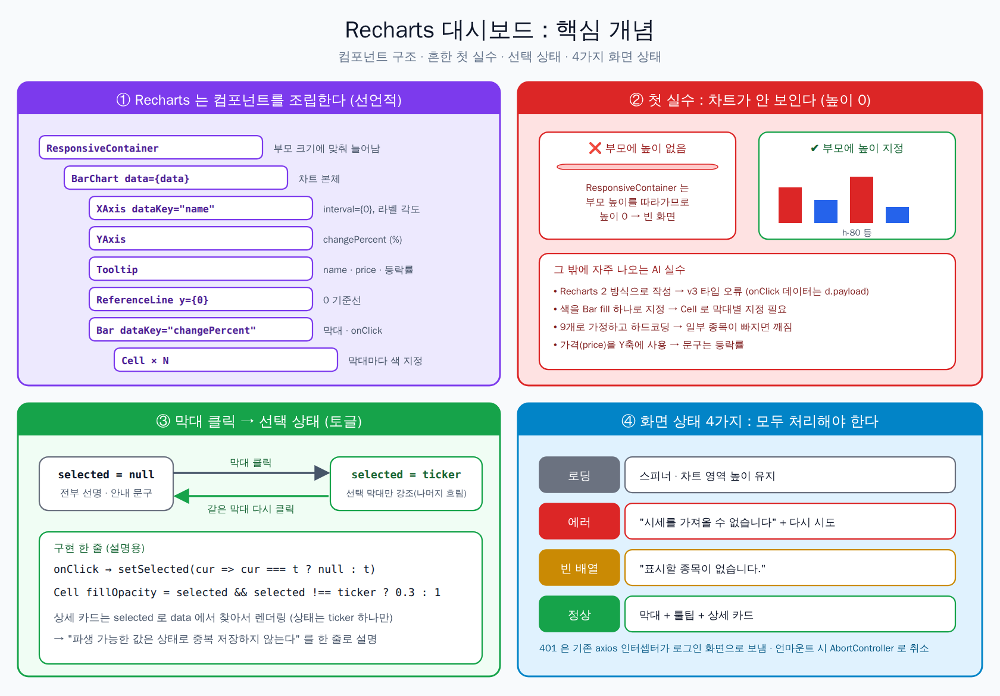 Recharts 대시보드 : 핵심 개념
컴포넌트 구조 · 흔한 첫 실수 · 선택 상태 · 4가지 화면 상태
① Recharts 는 컴포넌트를 조립한다 (선언적)
ResponsiveContainer
부모 크기에 맞춰 늘어남
BarChart data={data}
차트 본체
XAxis dataKey="name"
interval={0}, 라벨 각도
YAxis
changePercent (%)
Tooltip
name · price · 등락률
ReferenceLine y={0}
0 기준선
Bar dataKey="changePercent"
막대 · onClick
Cell × N
막대마다 색 지정
② 첫 실수 : 차트가 안 보인다 (높이 0)
❌ 부모에 높이 없음
ResponsiveContainer 는
부모 높이를 따라가므로
높이 0 → 빈 화면
✔ 부모에 높이 지정
h-80 등
그 밖에 자주 나오는 AI 실수
• Recharts 2 방식으로 작성 → v3 타입 오류 (onClick 데이터는 d.payload)
• 색을 Bar fill 하나로 지정 → Cell 로 막대별 지정 필요
• 9개로 가정하고 하드코딩 → 일부 종목이 빠지면 깨짐
• 가격(price)을 Y축에 사용 → 문구는 등락률
③ 막대 클릭 → 선택 상태 (토글)
selected = null
전부 선명 · 안내 문구
막대 클릭
같은 막대 다시 클릭
selected = ticker
선택 막대만 강조(나머지 흐림)
구현 한 줄 (설명용)
onClick → setSelected(cur => cur === t ? null : t)
Cell fillOpacity = selected && selected !== ticker ? 0.3 : 1
상세 카드는 selected 로 data 에서 찾아서 렌더링 (상태는 ticker 하나만)
→ "파생 가능한 값은 상태로 중복 저장하지 않는다" 를 한 줄로 설명
④ 화면 상태 4가지 : 모두 처리해야 한다
로딩
스피너 · 차트 영역 높이 유지
에러
"시세를 가져올 수 없습니다" + 다시 시도
빈 배열
"표시할 종목이 없습니다."
정상
막대 + 툴팁 + 상세 카드
401 은 기존 axios 인터셉터가 로그인 화면으로 보냄 · 언마운트 시 AbortController 로 취소